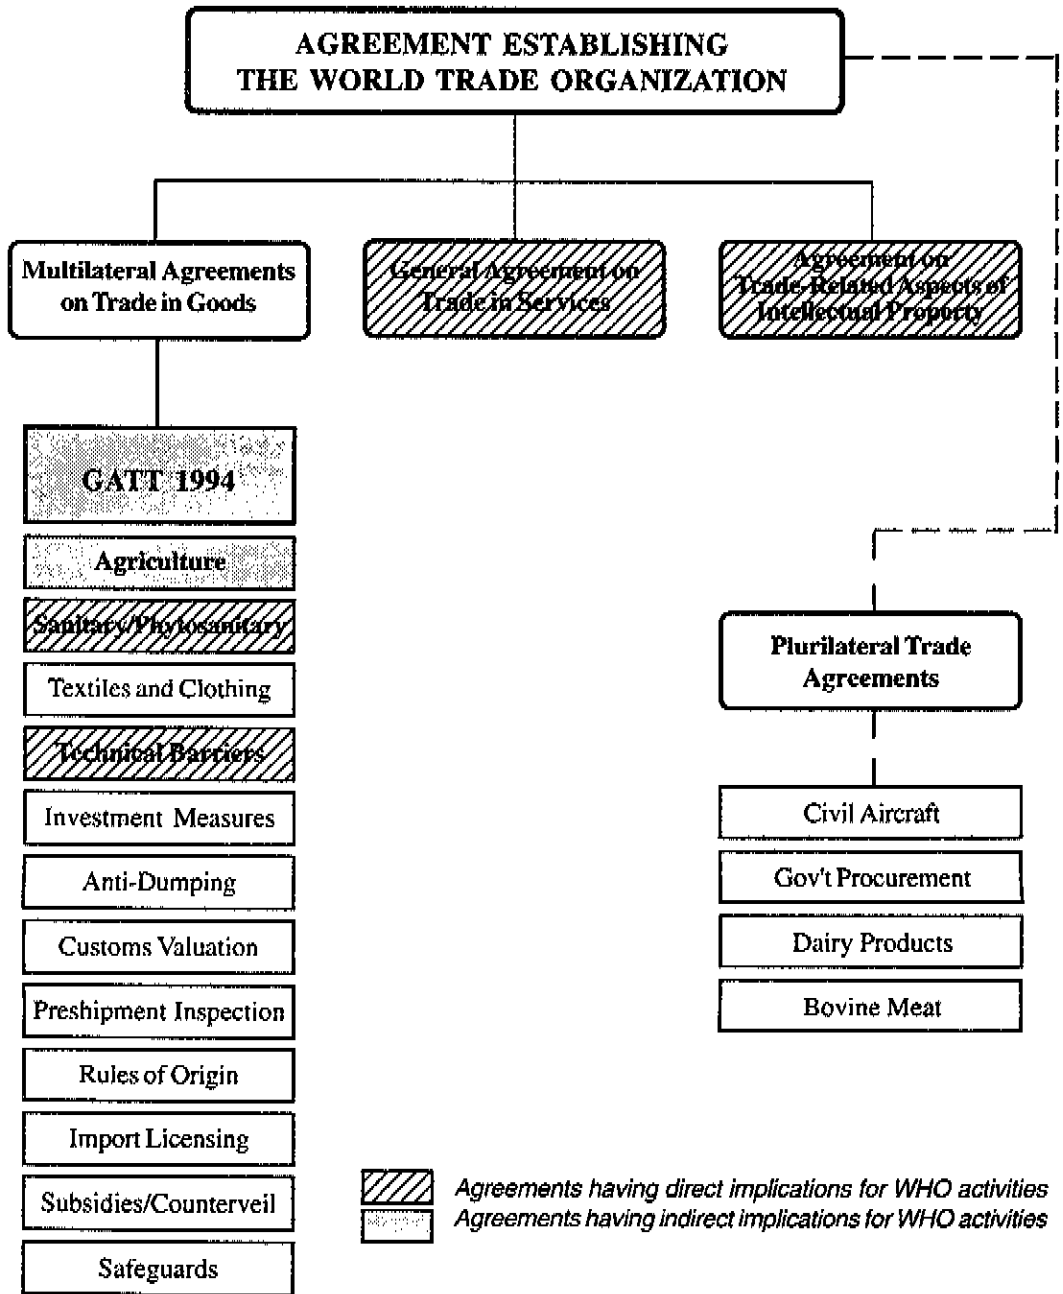 AGREEMENT ESTABLISHING
THE WORLD TRADE ORGANIZATION
Multilateral Agreements
on Trade in Goods
General Agreement on
Trade in Services
Agreement on
Trade-Related Aspects of
Intellectual Property
GATT 1994
Agriculture
Sanitary/Phytosanitary
Textiles and Clothing
Technical Barriers
Investment Measures
Anti-Dumping
Customs Valuation
Preshipment Inspection
Rules of Origin
Import Licensing
Subsidies/Counterveil
Safeguards
Plurilateral Trade
Agreements
Civil Aircraft
Gov't Procurement
Dairy Products
Bovine Meat
Agreements having direct implications for WHO activities
Agreements having indirect implications for WHO activities